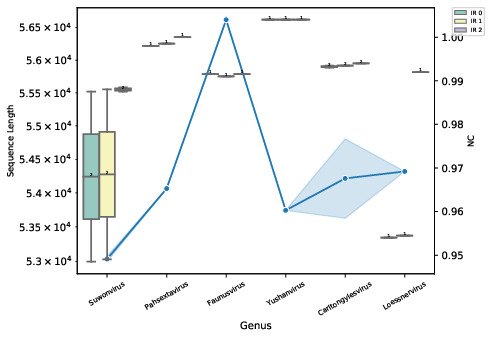 5.65 × 10⁴
5.6 × 10⁴
5.55 × 10⁴
5.5 × 10⁴
5.45 × 10⁴
5.4 × 10⁴
5.35 × 10⁴
5.3 × 10⁴
Sequence Length
1.00
0.99
0.98
0.97
0.96
0.95
NC
IR 0
IR 1
IR 2
Suwonvirus
Pahsextavirus
Faunusvirus
Yushanvirus
Carltongylesvirus
Loessnervirus
Genus